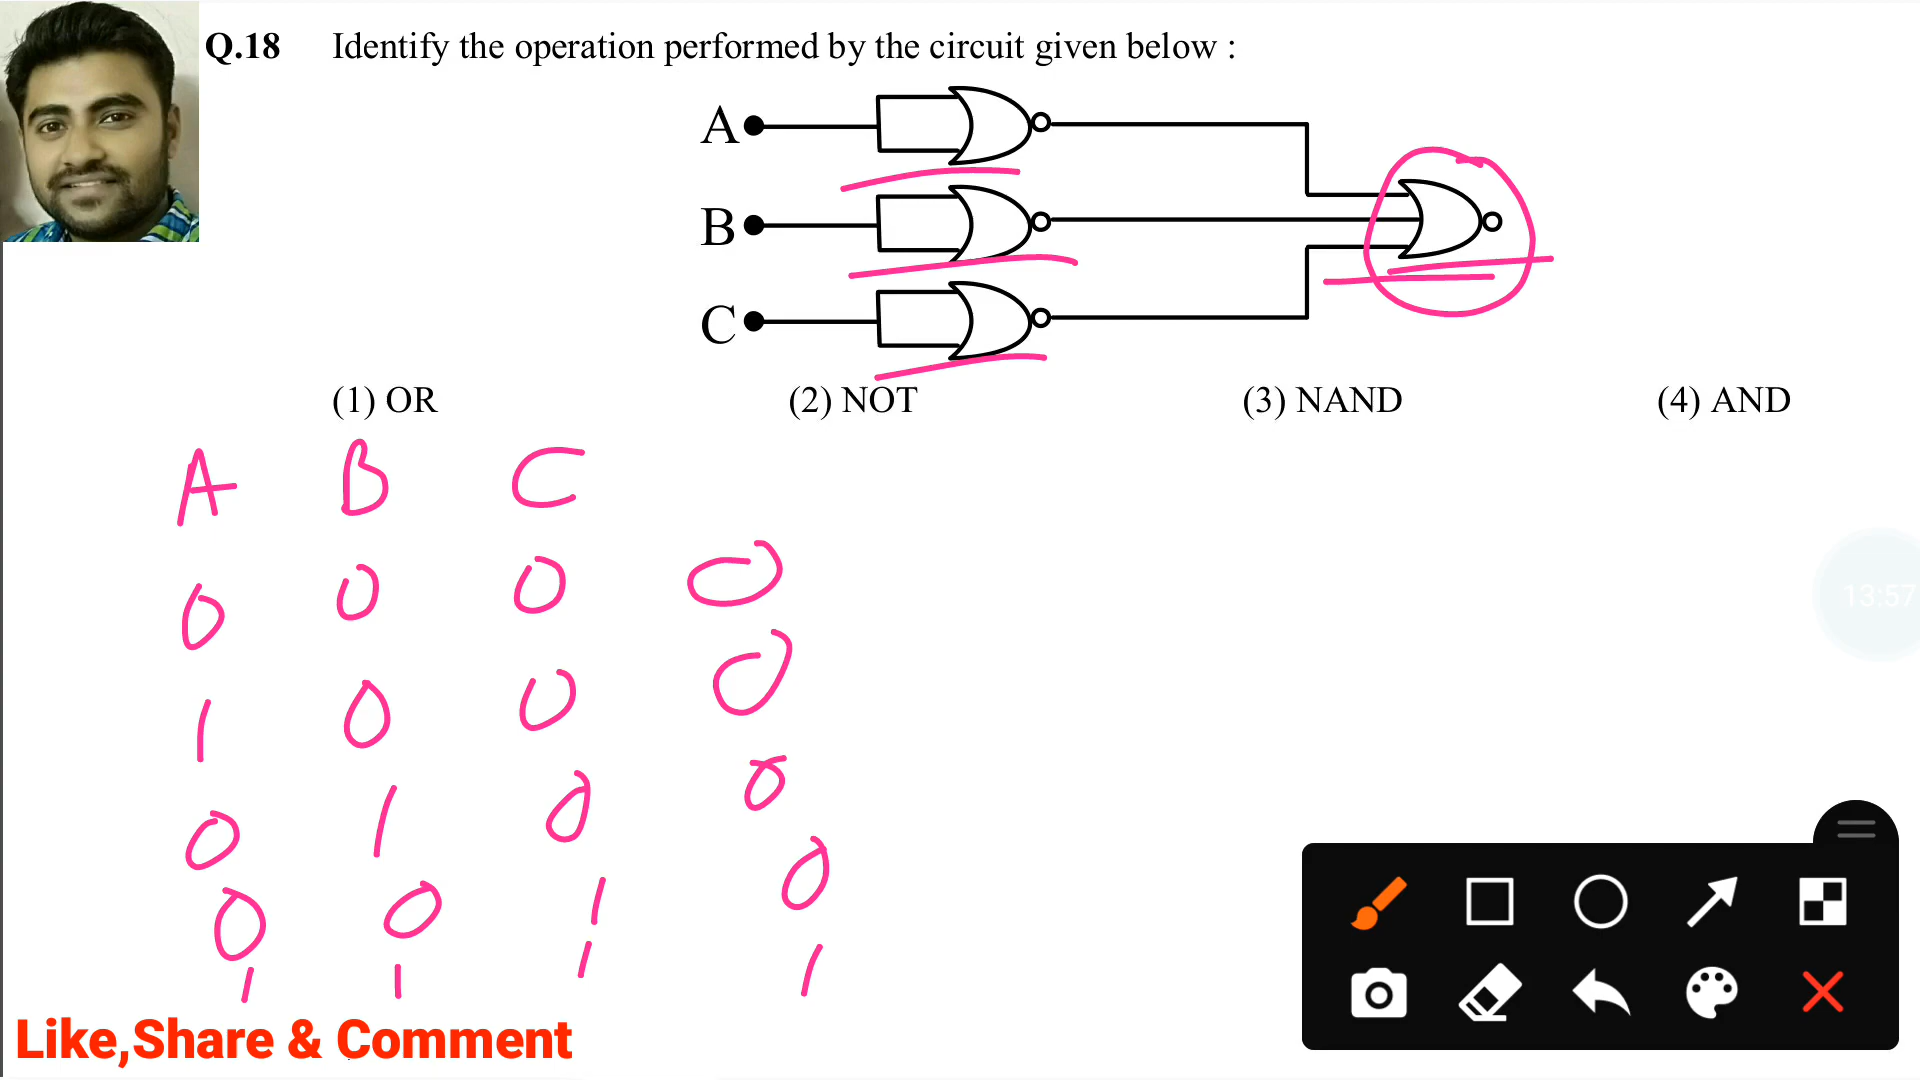 Q.18 Identify the operation performed by the circuit given below :
A
B
C
(1) OR (2) NOT (3) NAND (4) AND
A B C
0 0 0 0
1 0 0 0
0 1 0 0
0 0 1 0
1 1 1 1
13:57
Like,Share & Comment